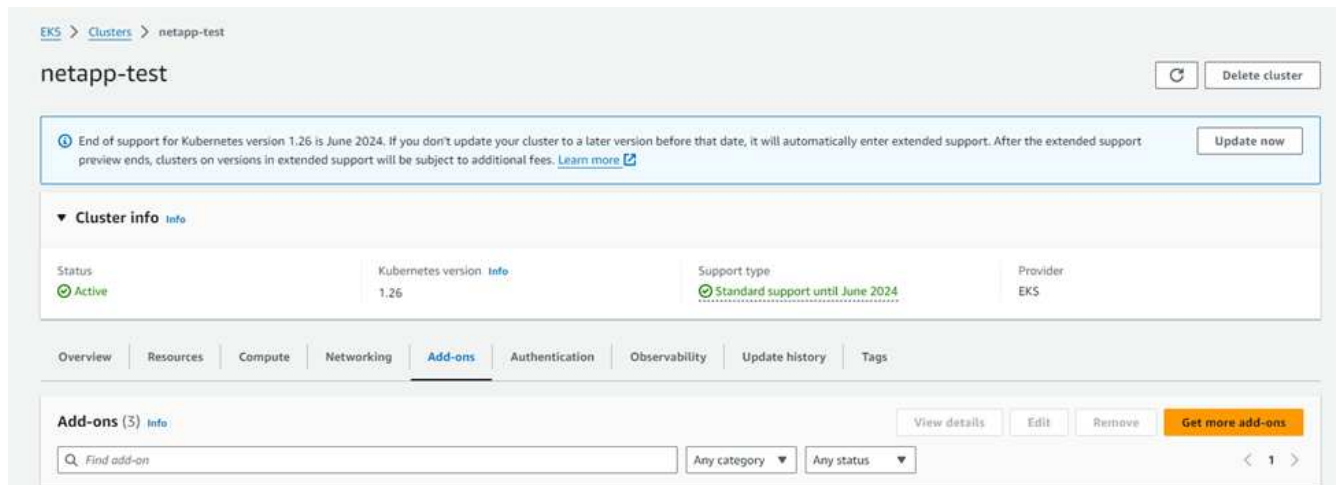 EKS > Clusters > netapp-test
netapp-test
Delete cluster
End of support for Kubernetes version 1.26 is June 2024. If you don't update your cluster to a later version before that date, it will automatically enter extended support. After the extended support
preview ends, clusters on versions in extended support will be subject to additional fees. Learn more
Update now
Cluster info Info
Status
Active
Kubernetes version Info
1.26
Support type
Standard support until June 2024
Provider
EKS
Overview
Resources
Compute
Networking
Add-ons
Authentication
Observability
Update history
Tags
Add-ons (3) Info
View details
Edit
Remove
Get more add-ons
Find add-on
Any category
Any status
< 1 >